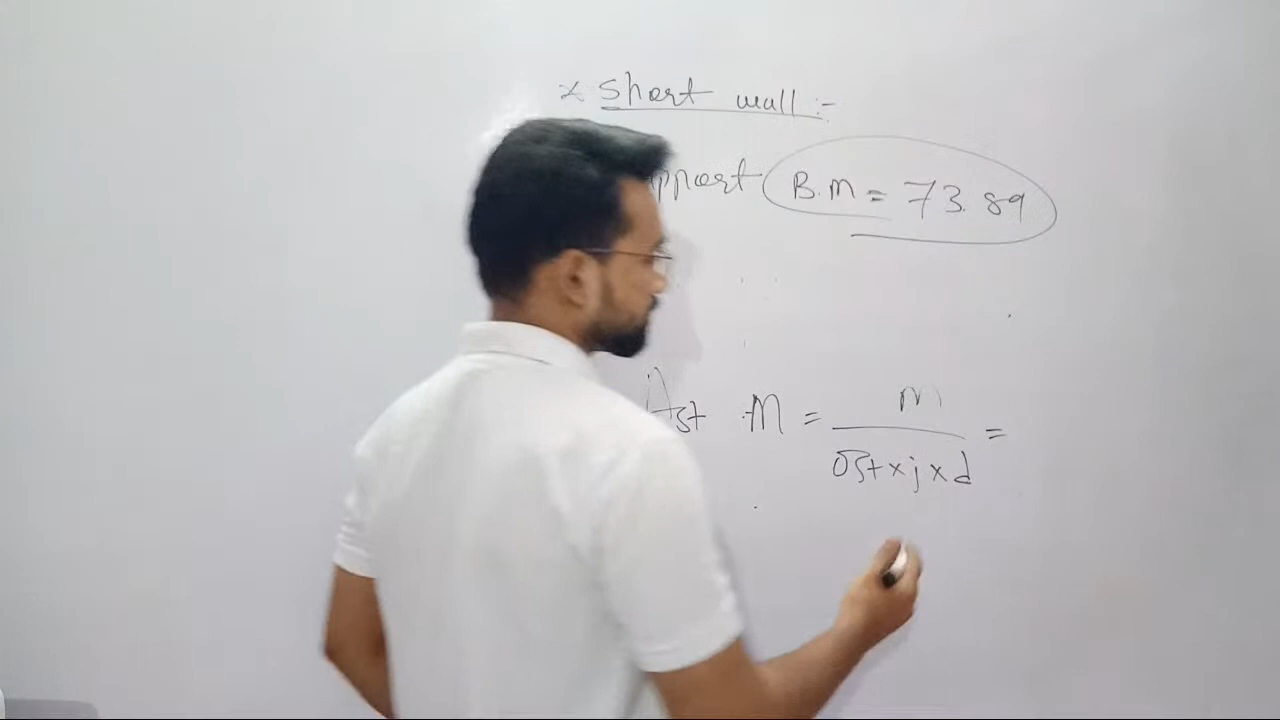 * Short wall :-
pport B.M = 73.89
Ast M = M / σst x j x d =